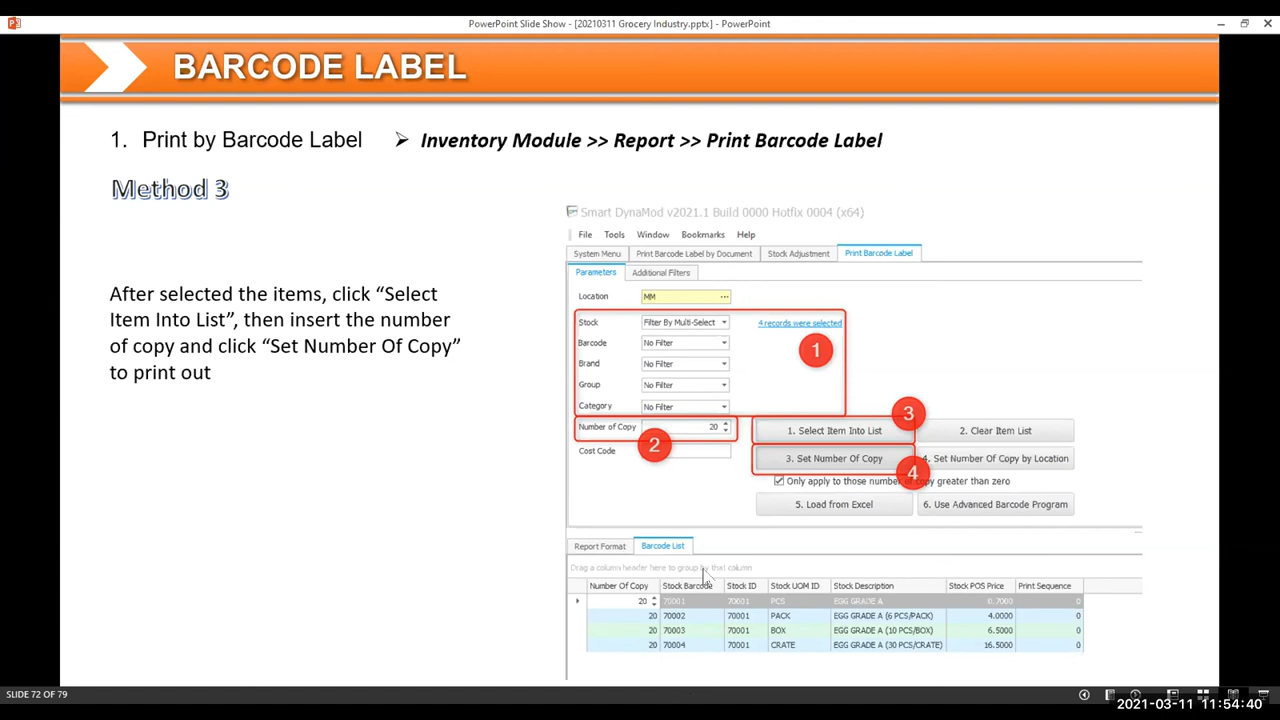 PowerPoint Slide Show - [20210311 Grocery Industry.pptx] - PowerPoint
BARCODE LABEL
1. Print by Barcode Label ➢ Inventory Module >> Report >> Print Barcode Label
Method 3
After selected the items, click “Select
Item Into List”, then insert the number
of copy and click “Set Number Of Copy”
to print out
Smart DynaMod v2021.1 Build 0000 Hotfix 0004 (x64)
File Tools Window Bookmarks Help
System Menu Print Barcode Label by Document Stock Adjustment Print Barcode Label
Parameters Additional Filters
Location MM ...
Stock Filter By Multi-Select 4 records were selected
1
Barcode No Filter
Brand No Filter
Group No Filter
Category No Filter
3
Number of Copy 20
2
1. Select Item Into List 2. Clear Item List
Cost Code
3. Set Number Of Copy 4. Set Number Of Copy by Location
4
Only apply to those number of copy greater than zero
5. Load from Excel 6. Use Advanced Barcode Program
Report Format Barcode List
Drag a column header here to group by that column
Number Of Copy Stock Barcode Stock ID Stock UOM ID Stock Description Stock POS Price Print Sequence
20 70001 70001 PCS EGG GRADE A 0.7000 0
20 70002 70001 PACK EGG GRADE A (6 PCS/PACK) 4.0000 0
20 70003 70001 BOX EGG GRADE A (10 PCS/BOX) 6.5000 0
20 70004 70001 CRATE EGG GRADE A (30 PCS/CRATE) 16.5000 0
SLIDE 72 OF 79
2021-03-11 11:54:40